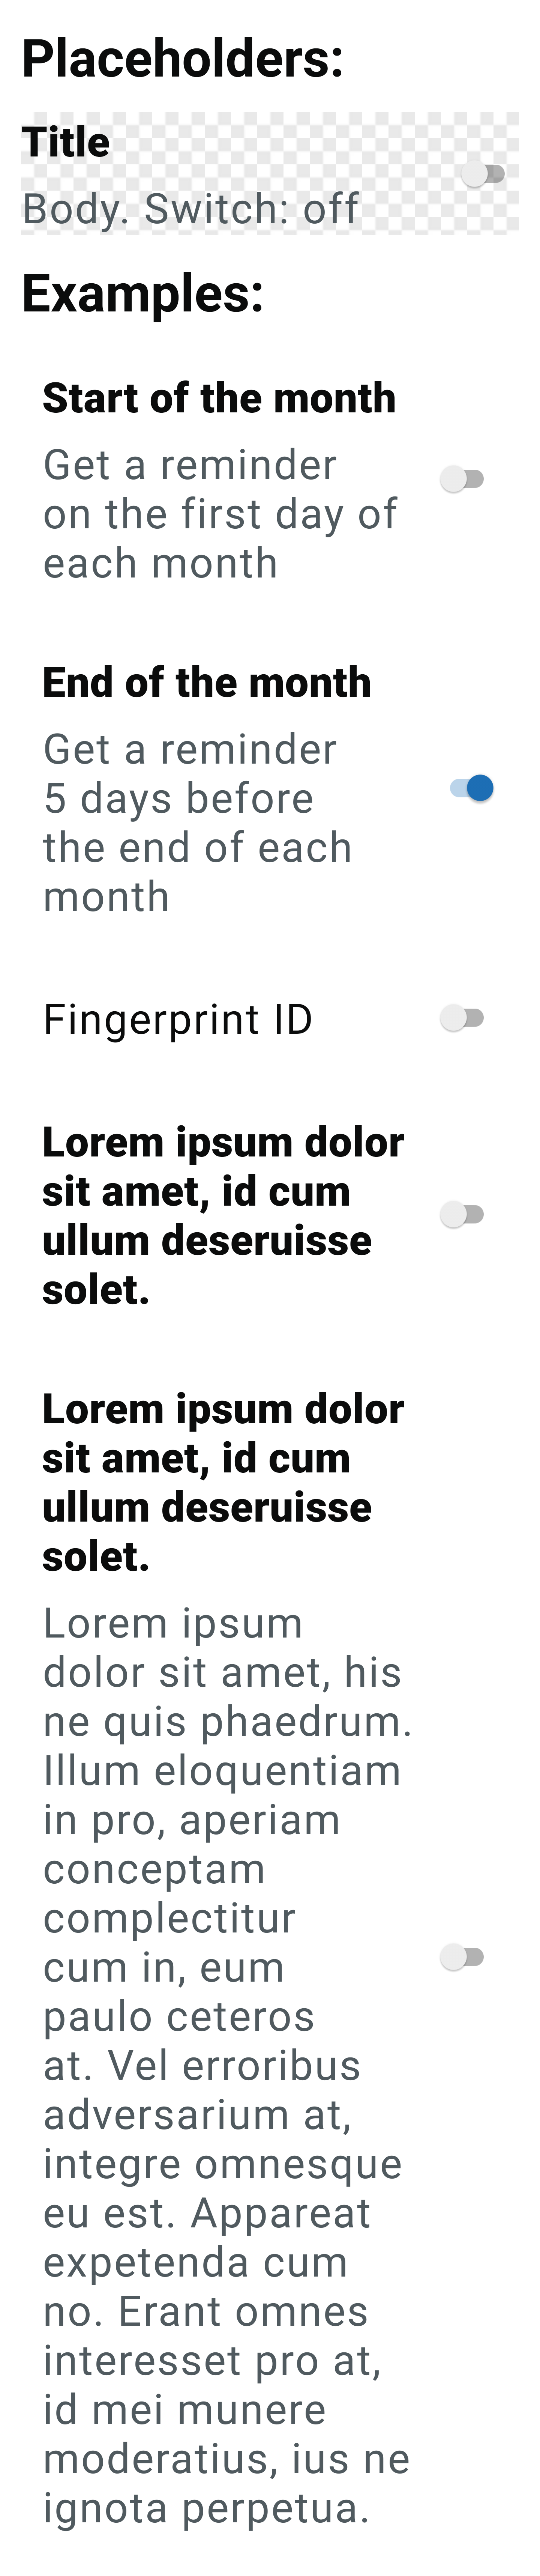 Placeholders:
Title
Body. Switch: off
Examples:
Start of the month
Get a reminder
on the first day of
each month
End of the month
Get a reminder
5 days before
the end of each
month
Fingerprint ID
Lorem ipsum dolor
sit amet, id cum
ullum deseruisse
solet.
Lorem ipsum dolor
sit amet, id cum
ullum deseruisse
solet.
Lorem ipsum
dolor sit amet, his
ne quis phaedrum.
Illum eloquentiam
in pro, aperiam
conceptam
complectitur
cum in, eum
paulo ceteros
at. Vel erroribus
adversarium at,
integre omnesque
eu est. Appareat
expetenda cum
no. Erant omnes
interesset pro at,
id mei munere
moderatius, ius ne
ignota perpetua.